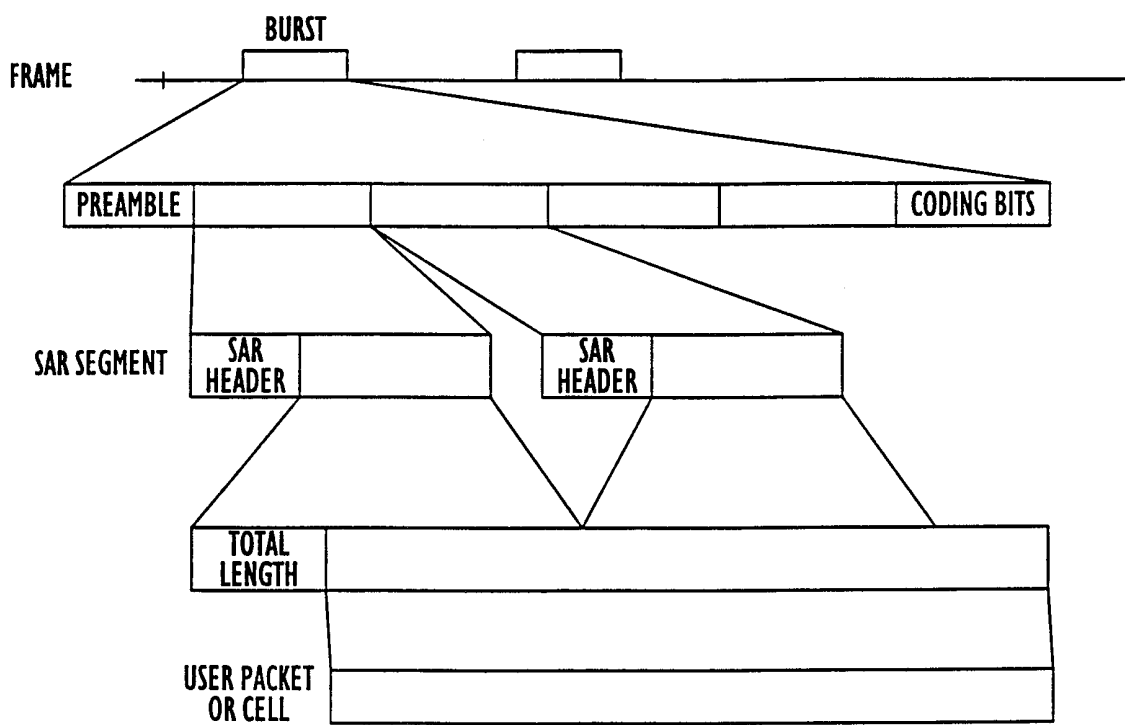 BURST
FRAME
PREAMBLE
CODING BITS
SAR SEGMENT
SAR
HEADER
SAR
HEADER
TOTAL
LENGTH
USER PACKET
OR CELL